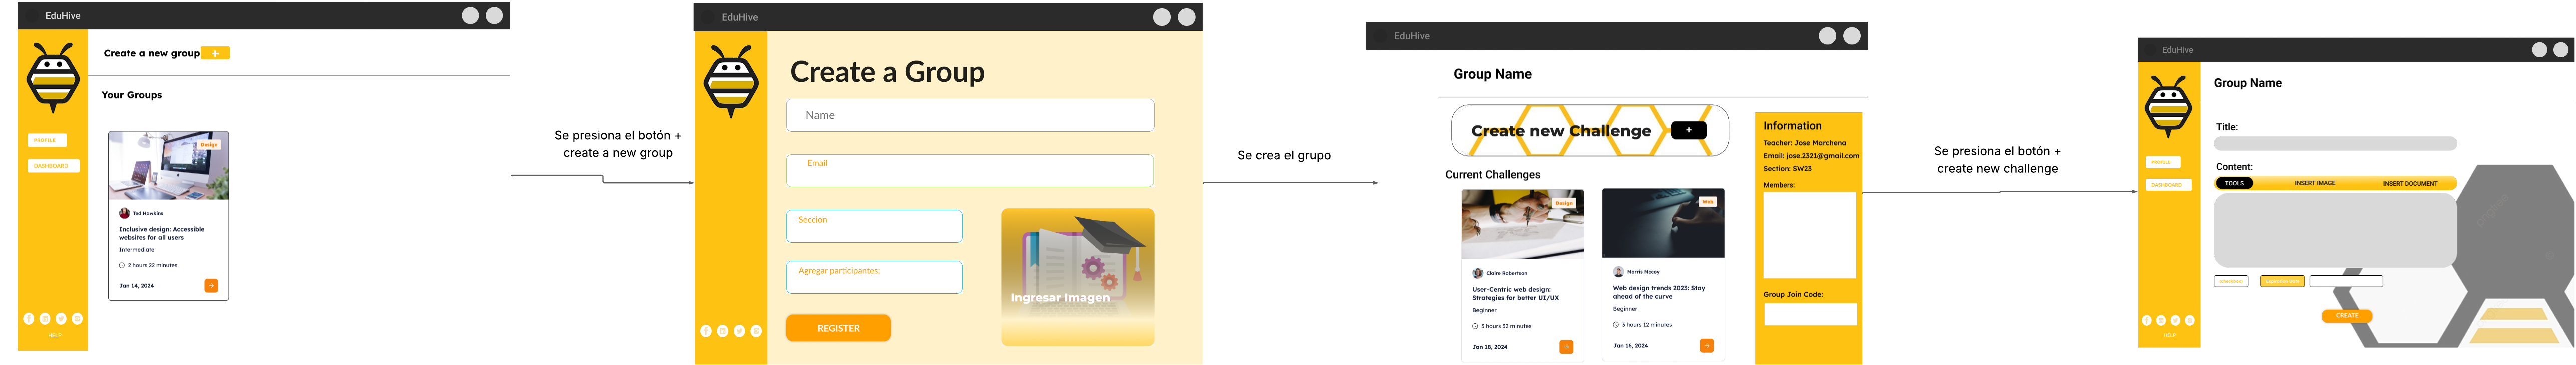 EduHive
Create a new group +
Your Groups
PROFILE
DASHBOARD
Design
Ted Hawkins
Inclusive design: Accessible
websites for all users
Intermediate
2 hours 22 minutes
Jan 14, 2024
HELP
Se presiona el botón +
create a new group
EduHive
Create a Group
Name
Email
Seccion
Agregar participantes:
Ingresar Imagen
REGISTER
Se crea el grupo
EduHive
Group Name
Create new Challenge +
Current Challenges
Design
Claire Robertson
User-Centric web design:
Strategies for better UI/UX
Beginner
3 hours 32 minutes
Jan 18, 2024
Web
Marris Mccoy
Web design trends 2023: Stay
ahead of the curve
Beginner
3 hours 12 minutes
Jan 16, 2024
Information
Teacher: Jose Marchena
Email: jose.2321@gmail.com
Section: SW23
Members:
Group Join Code:
Se presiona el botón +
create new challenge
EduHive
Group Name
PROFILE
DASHBOARD
Title:
Content:
TOOLS INSERT IMAGE INSERT DOCUMENT
CREATE
HELP